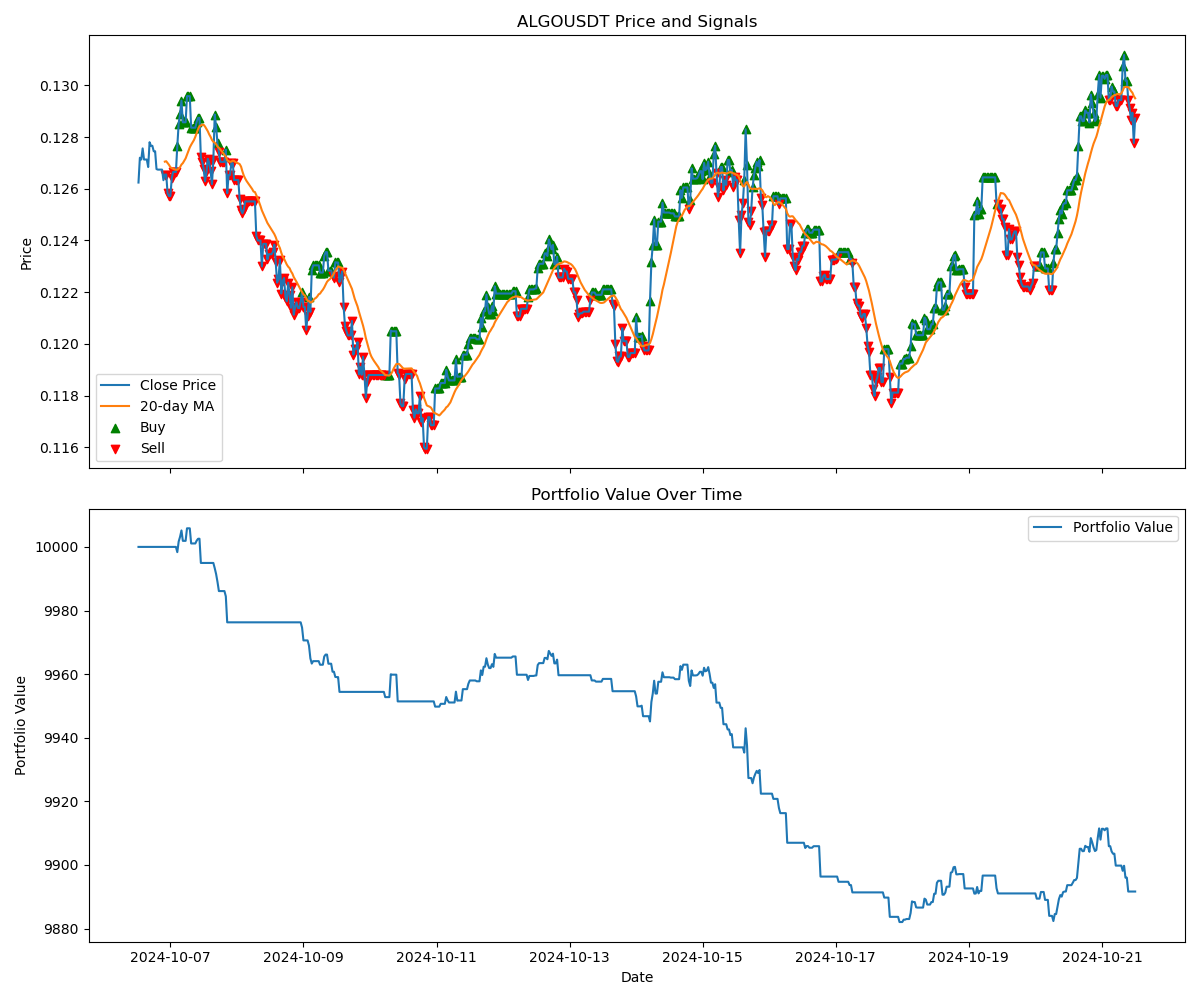 ALGOUSDT Price and Signals
Price
0.130
0.128
0.126
0.124
0.122
0.120
0.118
0.116
Close Price
20-day MA
Buy
Sell
Portfolio Value Over Time
Portfolio Value
Portfolio Value
10000
9980
9960
9940
9920
9900
9880
2024-10-07 2024-10-09 2024-10-11 2024-10-13 2024-10-15 2024-10-17 2024-10-19 2024-10-21
Date